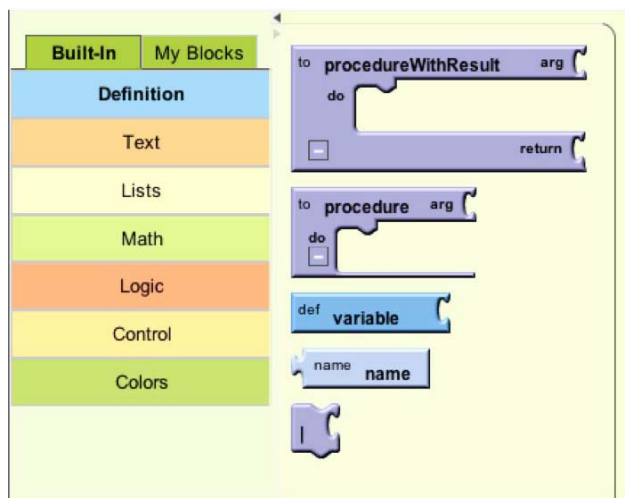 Built-In My Blocks
Definition
Text
Lists
Math
Logic
Control
Colors
to procedureWithResult arg
do
return
to procedure arg
do
def variable
name name